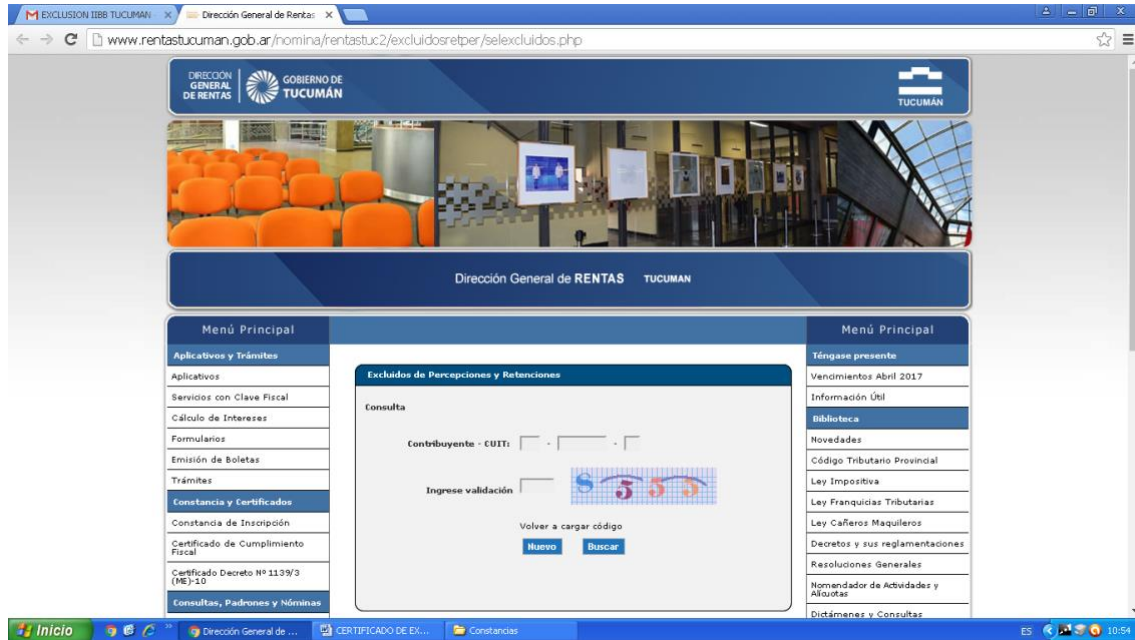 EXCLUSION IIBB TUCUMAN
Dirección General de Rentas
www.rentastucuman.gob.ar/nomina/rentastuc2/excluidosretper/selexcluidos.php
DIRECCIÓN GENERAL DE RENTAS
GOBIERNO DE TUCUMÁN
TUCUMÁN
Dirección General de RENTAS TUCUMAN
Menú Principal
Aplicativos y Trámites
Aplicativos
Servicios con Clave Fiscal
Cálculo de Intereses
Formularios
Emisión de Boletas
Trámites
Constancia y Certificados
Constancia de Inscripción
Certificado de Cumplimiento
Fiscal
Certificado Decreto Nº 1139/3
(ME)-10
Consultas, Padrones y Nóminas
Excluidos de Percepciones y Retenciones
Consulta
Contribuyente - CUIT: - -
Ingrese validación
8 5 5 5
Volver a cargar código
Nuevo Buscar
Menú Principal
Téngase presente
Vencimientos Abril 2017
Información Útil
Biblioteca
Novedades
Código Tributario Provincial
Ley Impositiva
Ley Franquicias Tributarias
Ley Cañeros Maquileros
Decretos y sus reglamentaciones
Resoluciones Generales
Nomendador de Actividades y
Alícuotas
Dictámenes y Consultas
Inicio
Dirección General de ...
CERTIFICADO DE EX...
Constancias
ES
10:54